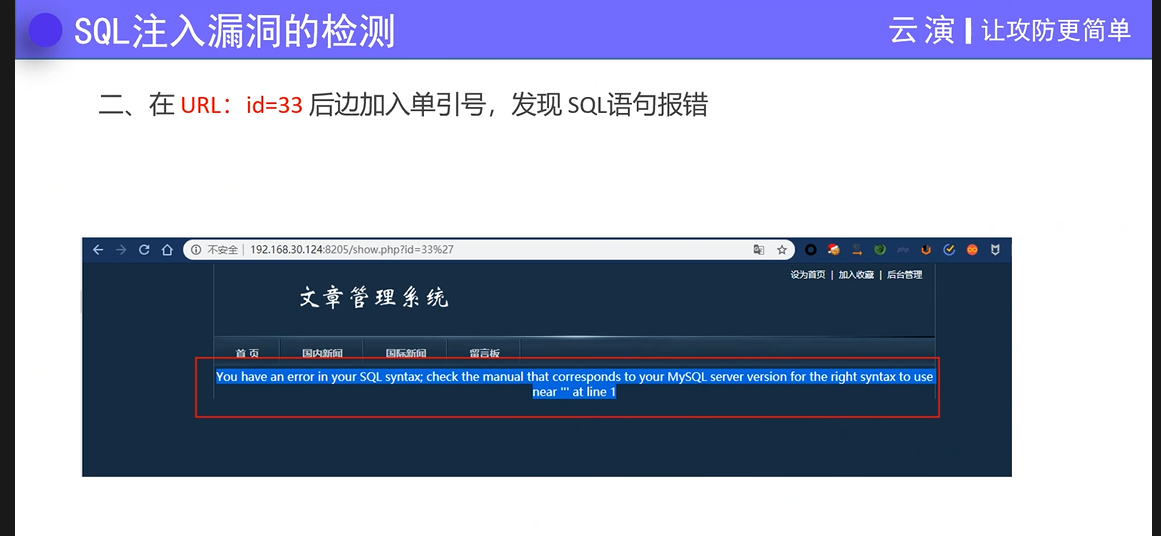 SQL注入漏洞的检测
云演 | 让攻防更简单
二、在 URL：id=33 后边加入单引号，发现 SQL语句报错
不安全 | 192.168.30.124:8205/show.php?id=33%27
设为首页 | 加入收藏 | 后台管理
文章管理系统
首 页 国内新闻 国际新闻 留言板
You have an error in your SQL syntax; check the manual that corresponds to your MySQL server version for the right syntax to use
near ''' at line 1